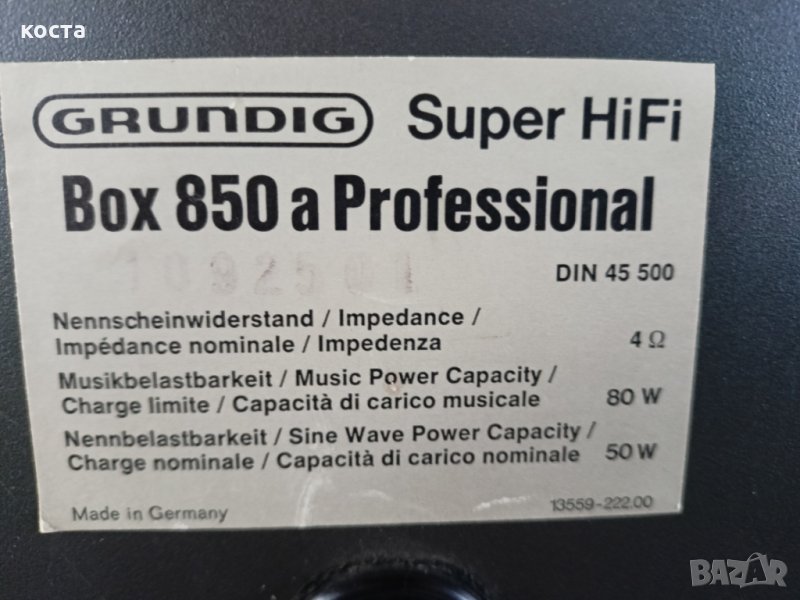 коста
GRUNDIG Super HiFi
Box 850 a Professional
DIN 45 500
Nennscheinwiderstand / Impedance /
Impédance nominale / Impedenza 4 Ω
Musikbelastbarkeit / Music Power Capacity /
Charge limite / Capacità di carico musicale 80 W
Nennbelastbarkeit / Sine Wave Power Capacity /
Charge nominale / Capacità di carico nominale 50 W
Made in Germany 13559-222.00
BAZAR